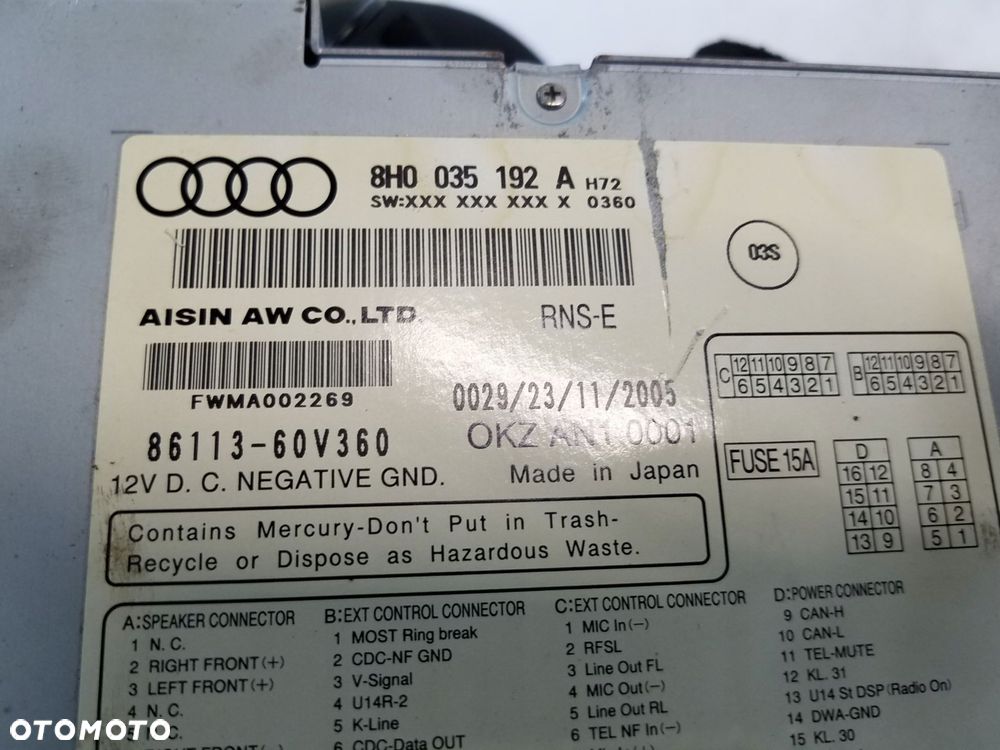 8H0 035 192 A H72
SW:XXX XXX XXX X 0360
03S
AISIN AW CO.,LTD. RNS-E
FWMA002269
0029/23/11/2005
86113-60V360
OKZ AN1 0001
12V D. C. NEGATIVE GND.
Made in Japan
Contains Mercury-Don't Put in Trash-
Recycle or Dispose as Hazardous Waste.
C 12 11 10 9 8 7
6 5 4 3 2 1
B 12 11 10 9 8 7
6 5 4 3 2 1
FUSE 15A
D
16 12
15 11
14 10
13 9
A
8 4
7 3
6 2
5 1
A:SPEAKER CONNECTOR
1 N. C.
2 RIGHT FRONT(+)
3 LEFT FRONT(+)
4 N. C.
5 N. C.
B:EXT CONTROL CONNECTOR
1 MOST Ring break
2 CDC-NF GND
3 V-Signal
4 U14R-2
5 K-Line
6 CDC-Data OUT
C:EXT CONTROL CONNECTOR
1 MIC In(-)
2 RFSL
3 Line Out FL
4 MIC Out(-)
5 Line Out RL
6 TEL NF In(-)
D:POWER CONNECTOR
9 CAN-H
10 CAN-L
11 TEL-MUTE
12 KL. 31
13 U14 St DSP (Radio On)
14 DWA-GND
15 KL. 30
OTOMOTO